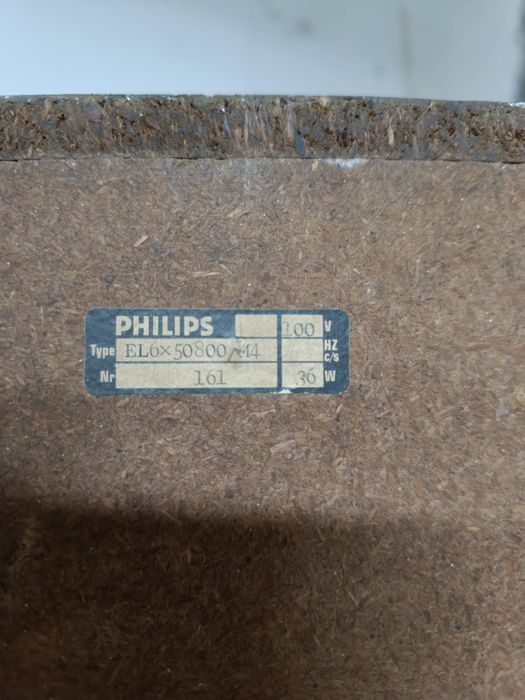 PHILIPS 100 V
Type EL6×50800/44 HZ
c/s
Nr 161 36 W